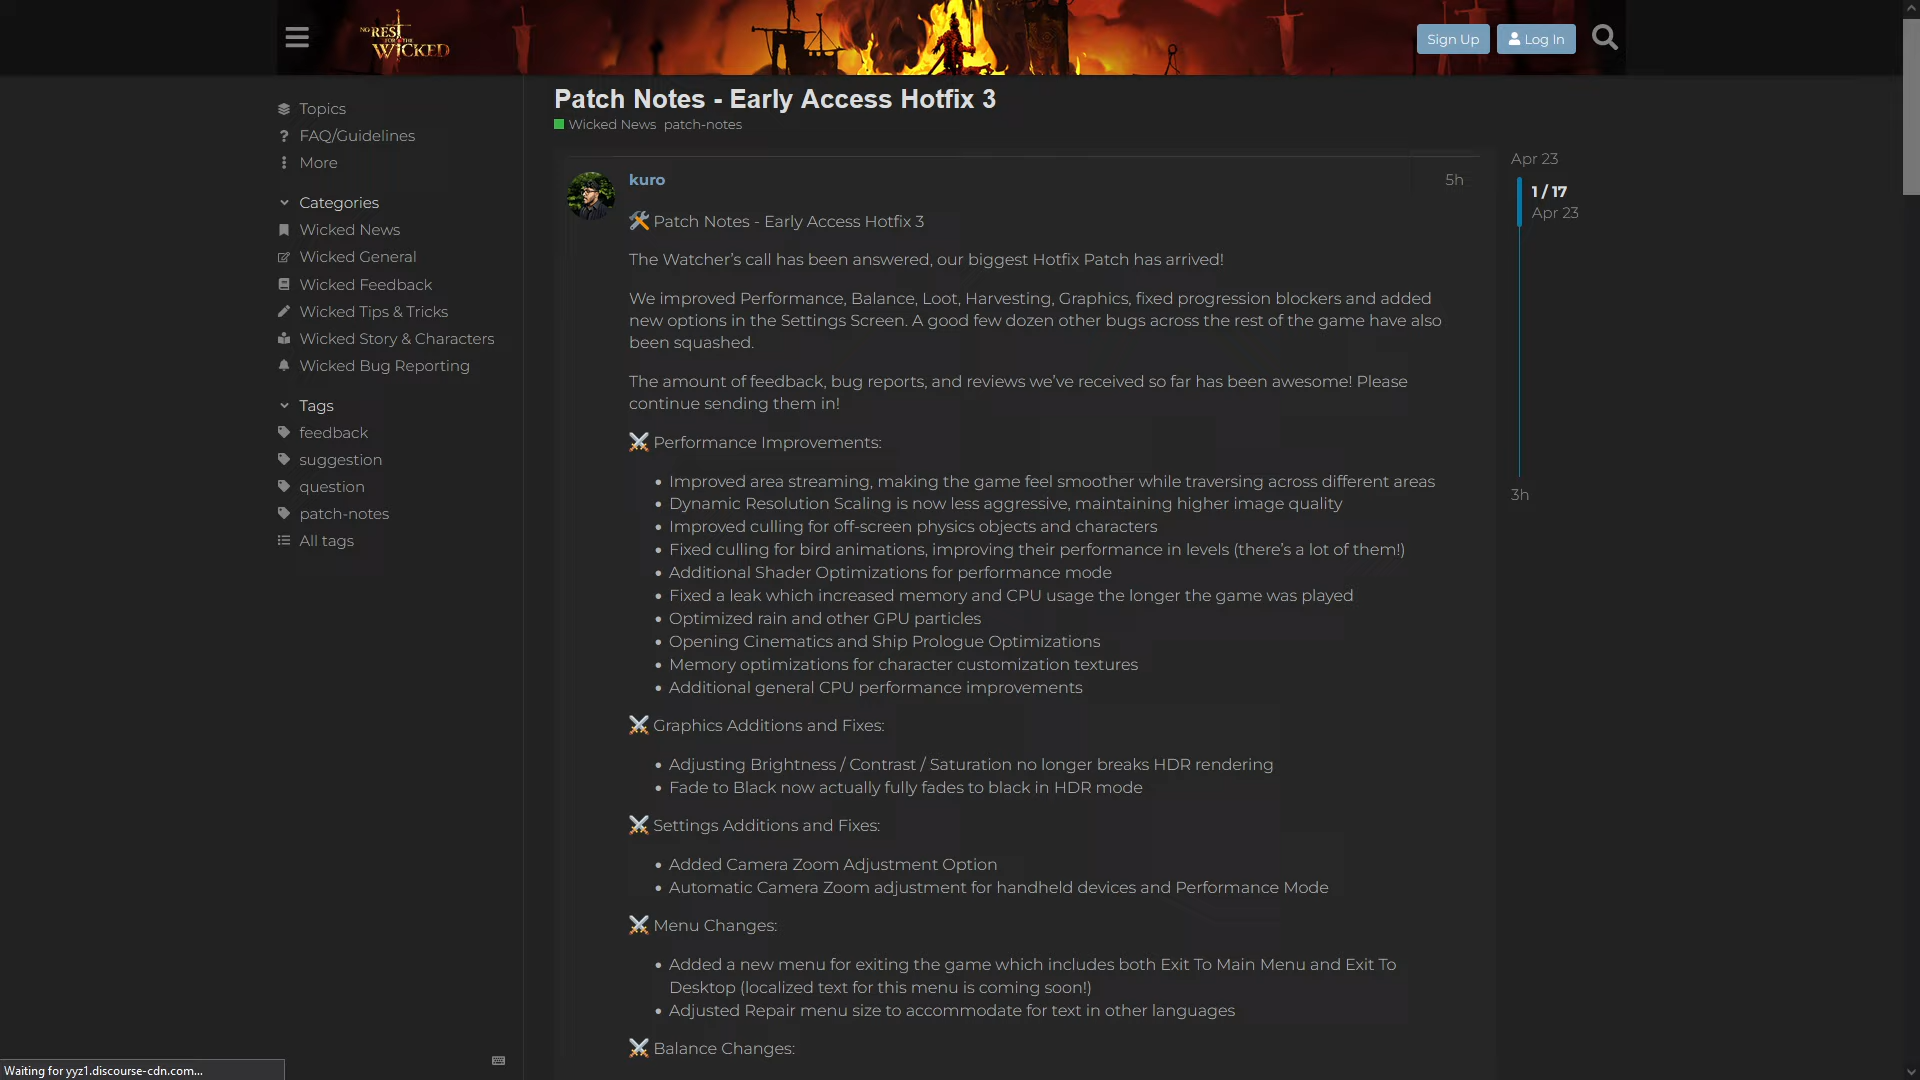 NO REST FOR THE WICKED
Sign Up
Log In
Patch Notes - Early Access Hotfix 3
Wicked News patch-notes
Topics
FAQ/Guidelines
More
Categories
Wicked News
Wicked General
Wicked Feedback
Wicked Tips & Tricks
Wicked Story & Characters
Wicked Bug Reporting
Tags
feedback
suggestion
question
patch-notes
All tags
kuro
5h
Patch Notes - Early Access Hotfix 3
The Watcher’s call has been answered, our biggest Hotfix Patch has arrived!
We improved Performance, Balance, Loot, Harvesting, Graphics, fixed progression blockers and added
new options in the Settings Screen. A good few dozen other bugs across the rest of the game have also
been squashed.
The amount of feedback, bug reports, and reviews we’ve received so far has been awesome! Please
continue sending them in!
Performance Improvements:
• Improved area streaming, making the game feel smoother while traversing across different areas
• Dynamic Resolution Scaling is now less aggressive, maintaining higher image quality
• Improved culling for off-screen physics objects and characters
• Fixed culling for bird animations, improving their performance in levels (there’s a lot of them!)
• Additional Shader Optimizations for performance mode
• Fixed a leak which increased memory and CPU usage the longer the game was played
• Optimized rain and other GPU particles
• Opening Cinematics and Ship Prologue Optimizations
• Memory optimizations for character customization textures
• Additional general CPU performance improvements
Graphics Additions and Fixes:
• Adjusting Brightness / Contrast / Saturation no longer breaks HDR rendering
• Fade to Black now actually fully fades to black in HDR mode
Settings Additions and Fixes:
• Added Camera Zoom Adjustment Option
• Automatic Camera Zoom adjustment for handheld devices and Performance Mode
Menu Changes:
• Added a new menu for exiting the game which includes both Exit To Main Menu and Exit To
Desktop (localized text for this menu is coming soon!)
• Adjusted Repair menu size to accommodate for text in other languages
Balance Changes:
Apr 23
1 / 17
Apr 23
3h
Waiting for yyz1.discourse-cdn.com...